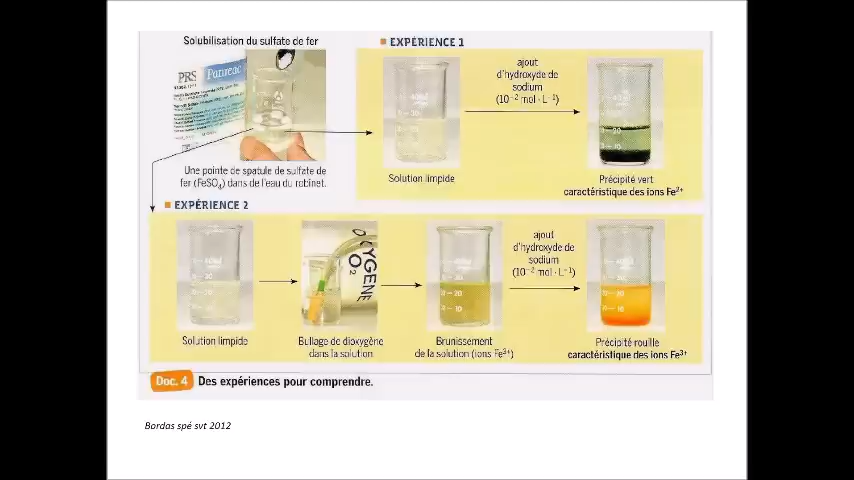 Solubilisation du sulfate de fer
PRS Panreac
Une pointe de spatule de sulfate de
fer (FeSO₄) dans de l'eau du robinet.
EXPÉRIENCE 1
Solution limpide
ajout
d'hydroxyde de
sodium
(10⁻² mol · L⁻¹)
Précipité vert
caractéristique des ions Fe²⁺
EXPÉRIENCE 2
Solution limpide
OXYGENE
O₂
Bullage de dioxygène
dans la solution
Brunissement
de la solution (ions Fe³⁺)
ajout
d'hydroxyde de
sodium
(10⁻² mol · L⁻¹)
Précipité rouille
caractéristique des ions Fe³⁺
Doc. 4 Des expériences pour comprendre.
Bordas spé svt 2012